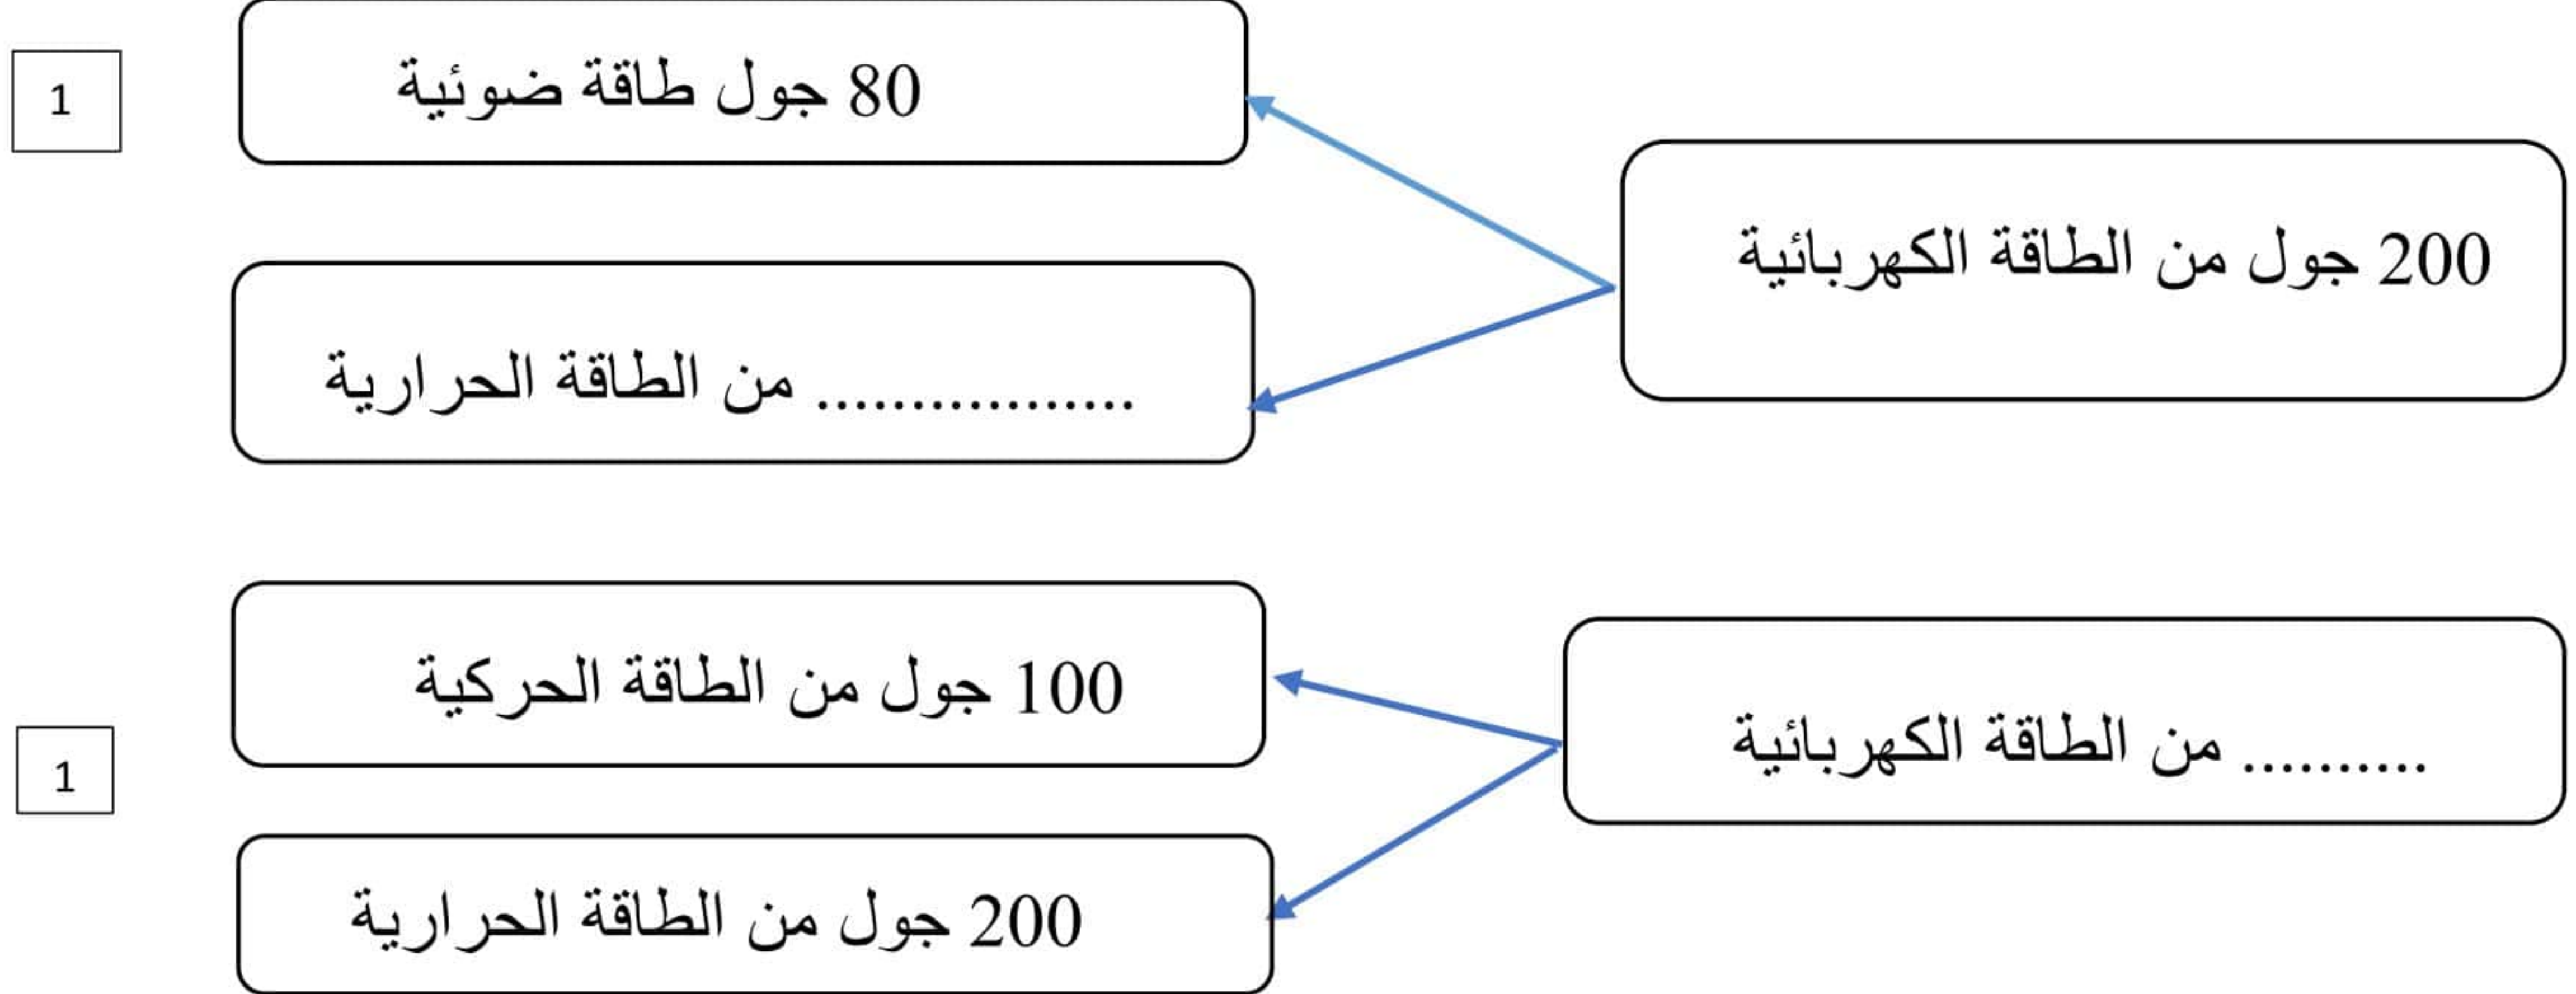 200 جول من الطاقة الكهربائية
80 جول طاقة ضوئية
1
................. من الطاقة الحرارية
.......... من الطاقة الكهربائية
100 جول من الطاقة الحركية
1
200 جول من الطاقة الحرارية